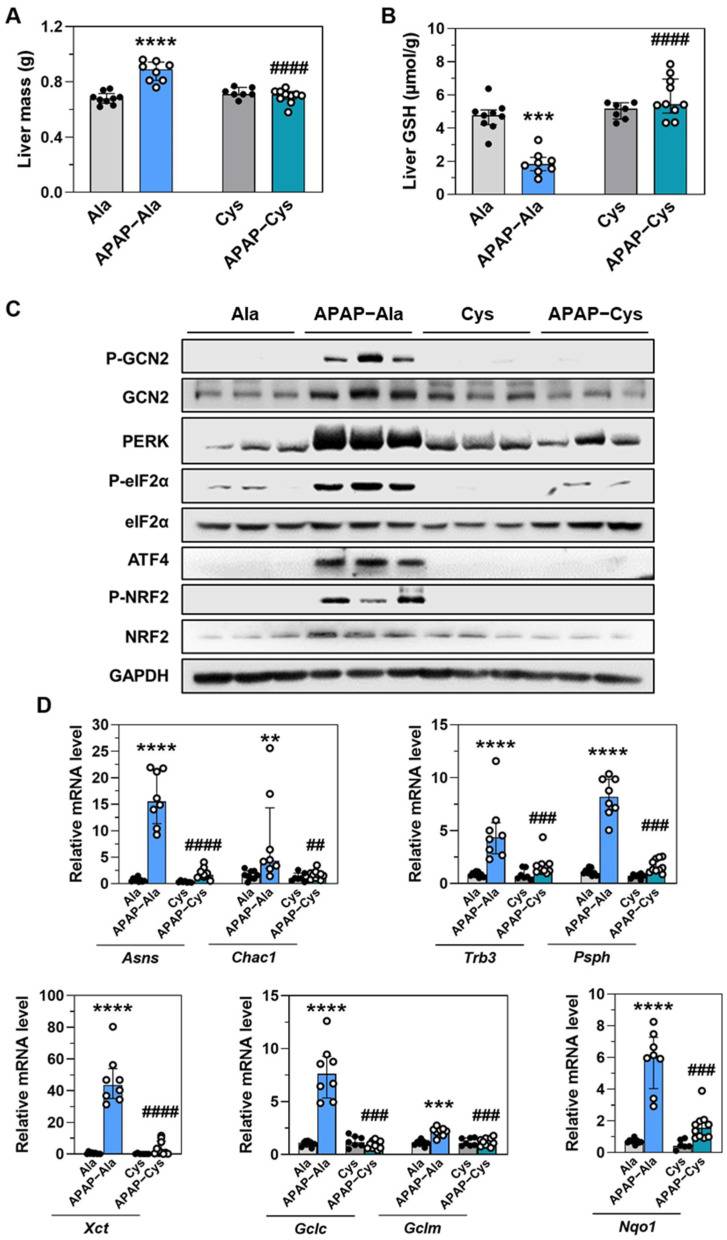 A
Liver mass (g)
1.2
0.8
0.4
0.0
****
####
Ala
APAP−Ala
Cys
APAP−Cys
B
Liver GSH (µmol/g)
10
8
6
4
2
0
***
####
Ala
APAP−Ala
Cys
APAP−Cys
C
Ala APAP−Ala Cys APAP−Cys
P-GCN2
GCN2
PERK
P-eIF2α
eIF2α
ATF4
P-NRF2
NRF2
GAPDH
D
Relative mRNA level
30
25
20
15
10
5
0
****
####
**
##
Ala
APAP−Ala
Cys
APAP−Cys
Ala
APAP−Ala
Cys
APAP−Cys
Asns Chac1
Relative mRNA level
15
10
5
0
****
###
****
###
Ala
APAP−Ala
Cys
APAP−Cys
Ala
APAP−Ala
Cys
APAP−Cys
Trb3 Psph
Relative mRNA level
100
80
60
40
20
0
****
####
Ala
APAP−Ala
Cys
APAP−Cys
Xct
Relative mRNA level
15
10
5
0
****
###
***
###
Ala
APAP−Ala
Cys
APAP−Cys
Ala
APAP−Ala
Cys
APAP−Cys
Gclc Gclm
Relative mRNA level
10
8
6
4
2
0
****
###
Ala
APAP−Ala
Cys
APAP−Cys
Nqo1